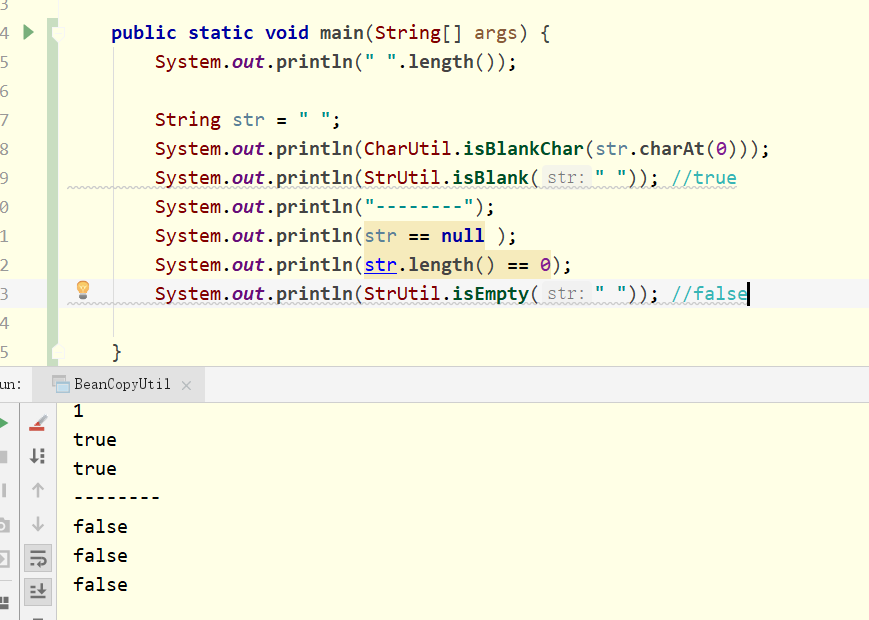 3
4 public static void main(String[] args) {
5 System.out.println(" ".length());
6
7 String str = " ";
8 System.out.println(CharUtil.isBlankChar(str.charAt(0)));
9 System.out.println(StrUtil.isBlank( str: " ")); //true
0 System.out.println("--------");
1 System.out.println(str == null );
2 System.out.println(str.length() == 0);
3 System.out.println(StrUtil.isEmpty( str: " ")); //false
4
5 }
un: BeanCopyUtil ×
1
true
true
--------
false
false
false